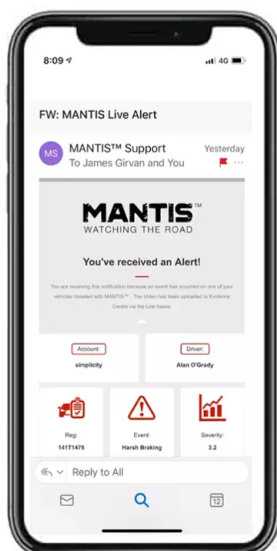 8:09
4G
FW: MANTIS Live Alert
MS
MANTIS™ Support
Yesterday
To James Girvan and You
MANTIS™
WATCHING THE ROAD
You've received an Alert!
You are receiving this notification because an event has occurred on one of your
vehicles installed with MANTIS™. The Video has been uploaded to Evidence
Centre via the Link below.
Account
simplicity
Driver:
Alan O'Grady
Reg:
141T1475
Event:
Harsh Braking
Severity:
3.2
Reply to All
12